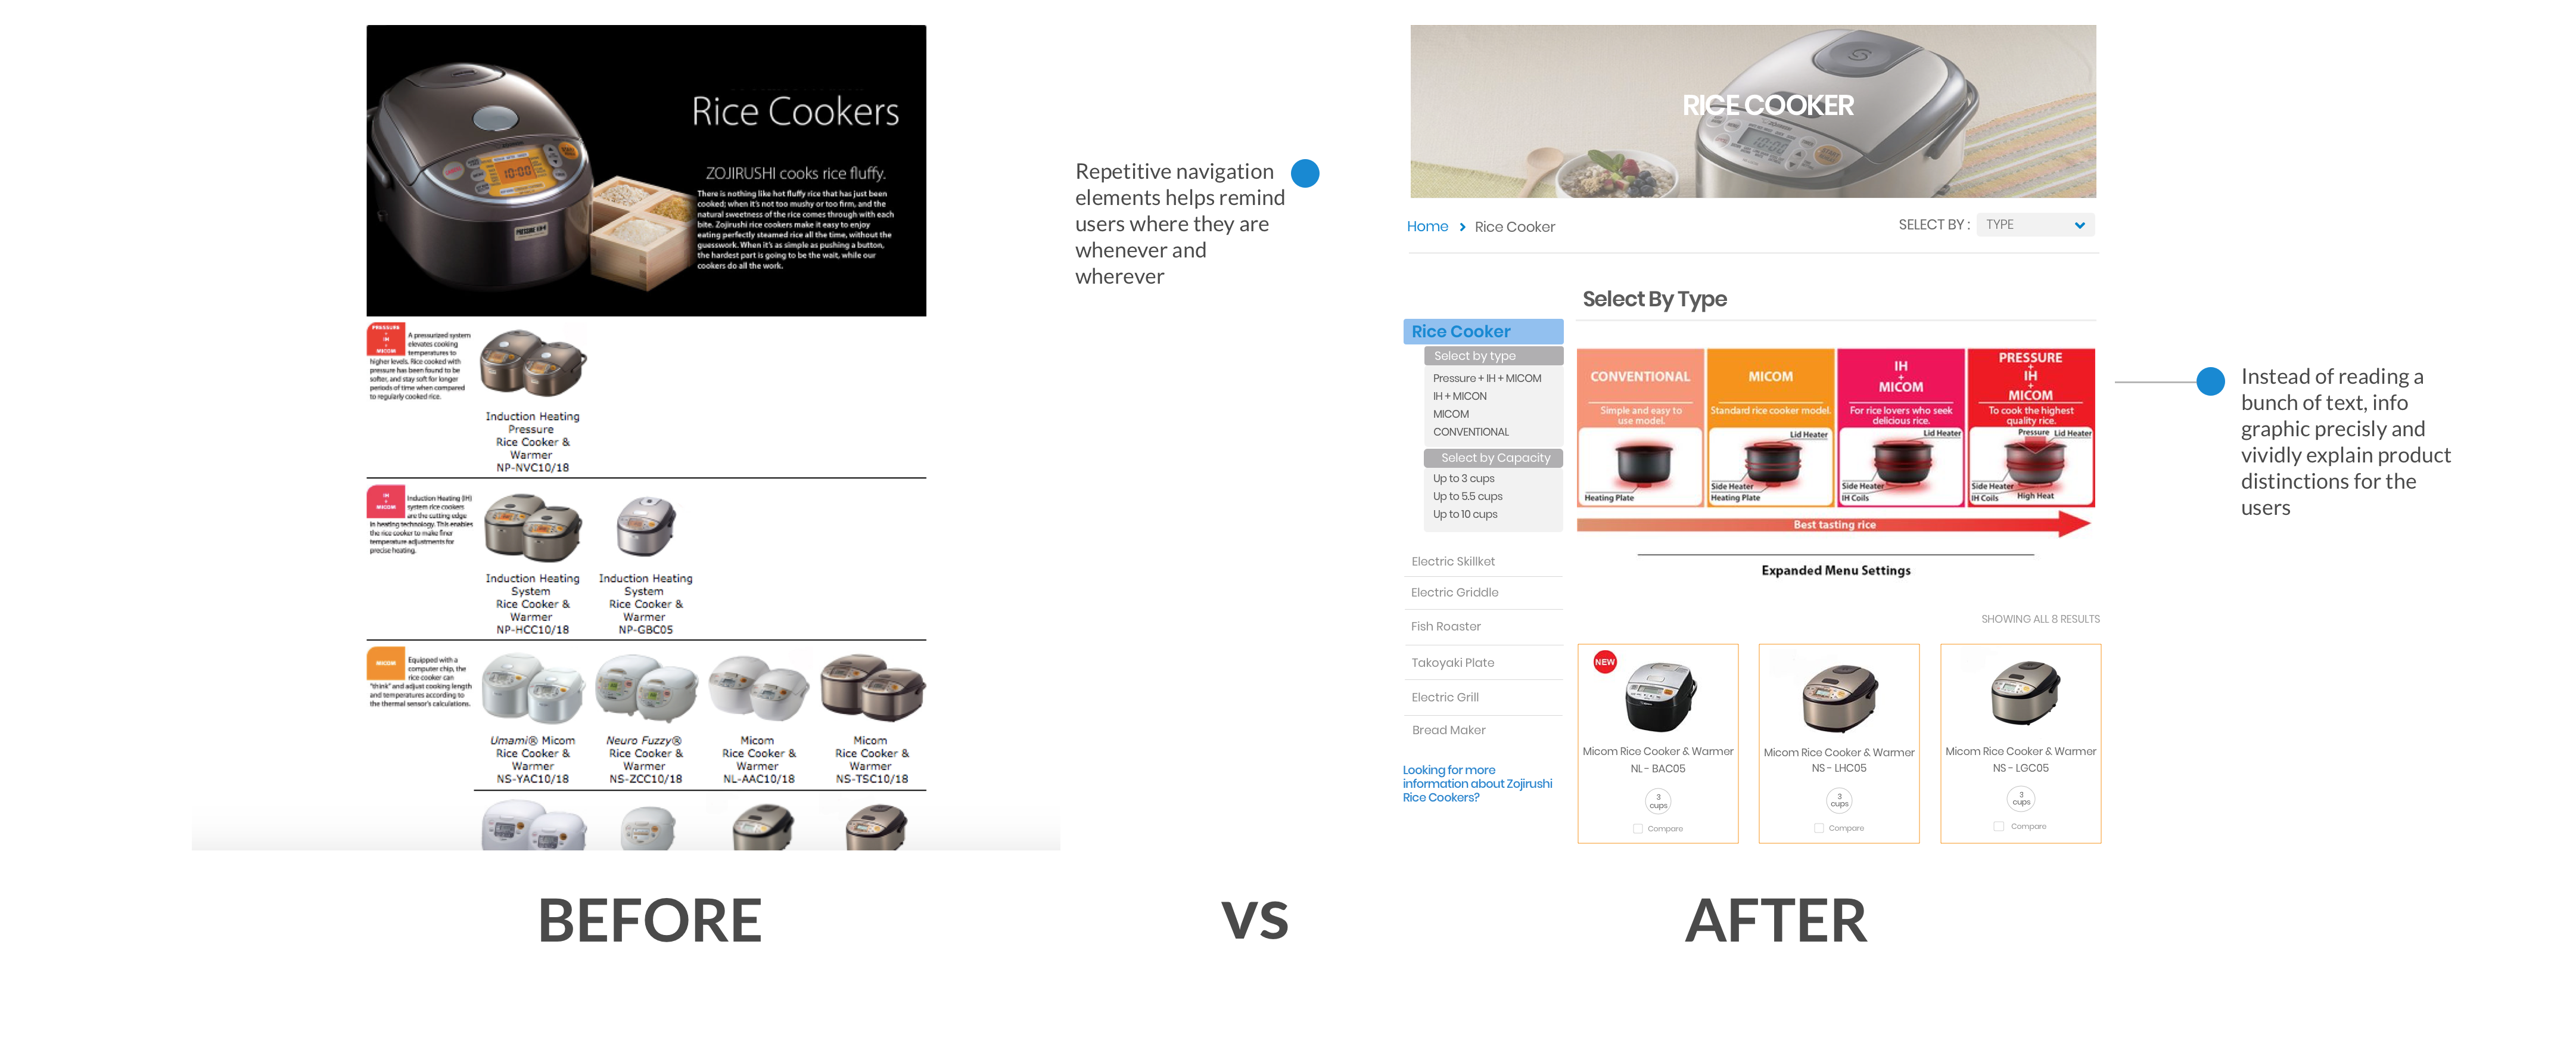 Rice Cookers
ZOJIRUSHI cooks rice fluffy.
There is nothing like hot fluffy rice that has just been
cooked; when it's not too mushy or too firm, and the
natural sweetness of the rice comes through with each
bite. Zojirushi rice cookers make it easy to enjoy
eating perfectly steamed rice all the time, without the
guesswork. When it's as simple as pushing a button,
the hardest part is going to be the wait, while our
cookers do all the work.
PRESSURE
+
IH
+
MICOM
A pressurized system
elevates cooking
temperatures to
higher levels. Rice cooked with
pressure has been found to be
softer, and stay soft for longer
periods of time when compared
to regularly cooked rice.
Induction Heating
Pressure
Rice Cooker &
Warmer
NP-NVC10/18
IH
+
MICOM
Induction Heating (IH)
system rice cookers
are the cutting edge
in heating technology. This enables
the rice cooker to make finer
temperature adjustments for
precise heating.
Induction Heating
System
Rice Cooker &
Warmer
NP-HCC10/18
Induction Heating
System
Rice Cooker &
Warmer
NP-GBC05
MICOM
Equipped with a
computer chip, the
rice cooker can
"think" and adjust cooking length
and temperatures according to
the thermal sensor's calculations.
Umami® Micom
Rice Cooker &
Warmer
NS-YAC10/18
Neuro Fuzzy®
Rice Cooker &
Warmer
NS-ZCC10/18
Micom
Rice Cooker &
Warmer
NL-AAC10/18
Micom
Rice Cooker &
Warmer
NS-TSC10/18
BEFORE
Repetitive navigation
elements helps remind
users where they are
whenever and
wherever
VS
RICE COOKER
Home > Rice Cooker
SELECT BY : TYPE
Select By Type
Rice Cooker
Select by type
Pressure + IH + MICOM
IH + MICON
MICOM
CONVENTIONAL
Select by Capacity
Up to 3 cups
Up to 5.5 cups
Up to 10 cups
Electric Skillket
Electric Griddle
Fish Roaster
Takoyaki Plate
Electric Grill
Bread Maker
Looking for more
information about Zojirushi
Rice Cookers?
CONVENTIONAL
Simple and easy to
use model.
Heating Plate
MICOM
Standard rice cooker model.
Lid Heater
Side Heater
Heating Plate
IH
+
MICOM
For rice lovers who seek
delicious rice.
Lid Heater
Side Heater
IH Coils
PRESSURE
+
IH
+
MICOM
To cook the highest
quality rice.
Pressure Lid Heater
Side Heater
IH Coils High Heat
Best tasting rice
Expanded Menu Settings
SHOWING ALL 8 RESULTS
NEW
Micom Rice Cooker & Warmer
NL - BAC05
3
cups
Compare
Micom Rice Cooker & Warmer
NS - LHC05
3
cups
Compare
Micom Rice Cooker & Warmer
NS - LGC05
3
cups
Compare
AFTER
Instead of reading a
bunch of text, info
graphic precisly and
vividly explain product
distinctions for the
users